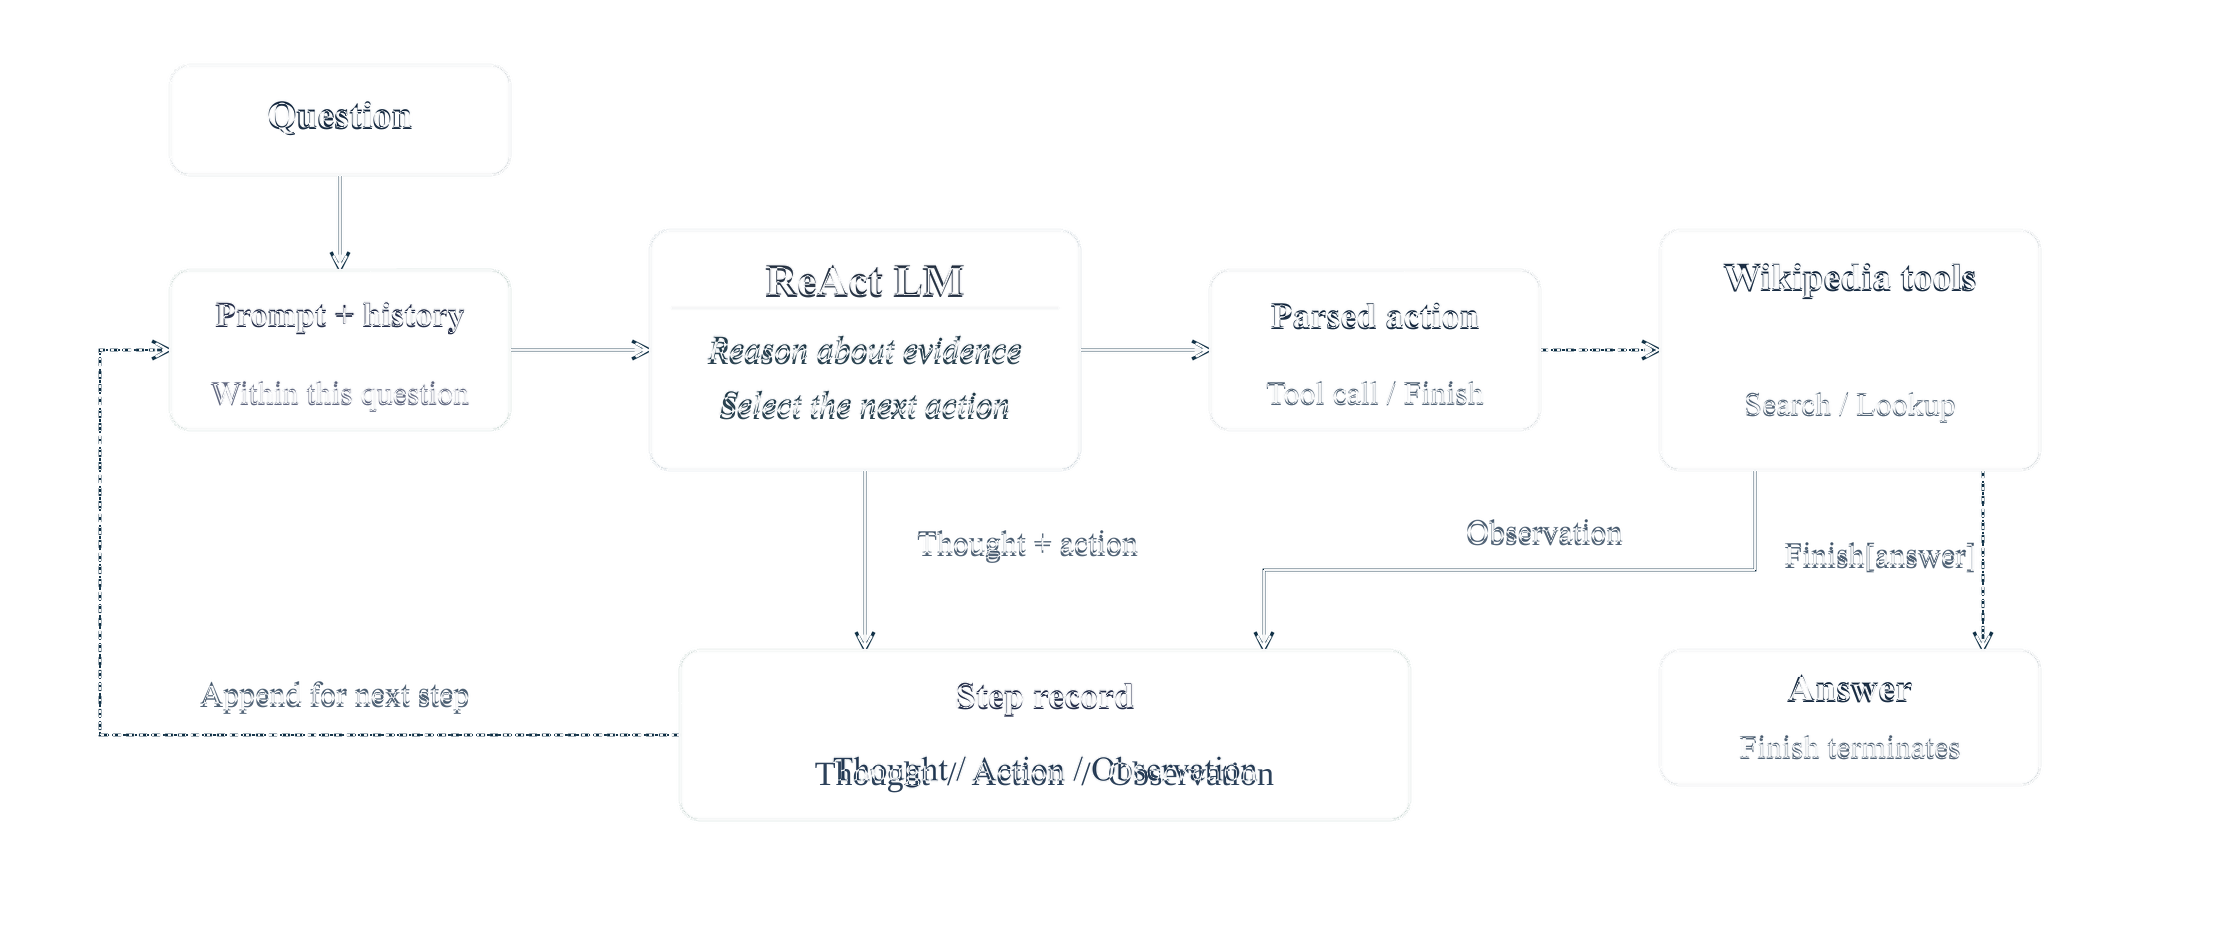 Question
Prompt + history
Within this question
ReAct LM
Reason about evidence
Select the next action
Parsed action
Tool call / Finish
Wikipedia tools
Search / Lookup
Thought + action
Observation
Finish[answer]
Append for next step
Step record
Thought / Action / Observation
Answer
Finish terminates